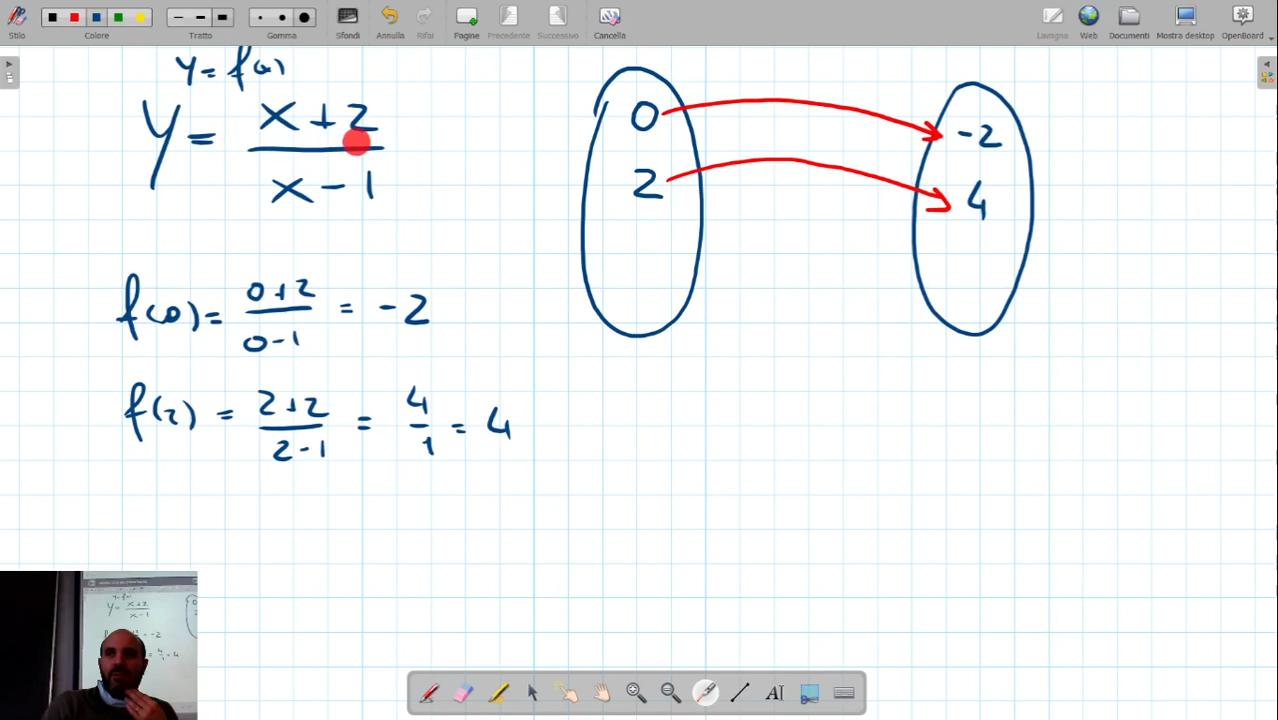 Stilo
Colore
Tratto
Gomma
Sfondi
Annulla
Rifai
Pagine
Precedente
Successivo
Cancella
Lavagna
Web
Documenti
Mostra desktop
OpenBoard
y = f(x)
y = x+2
x-1
0 -2
2 4
f(0) = 0+2 = -2
0-1
f(2) = 2+2 = 4 = 4
2-1 1